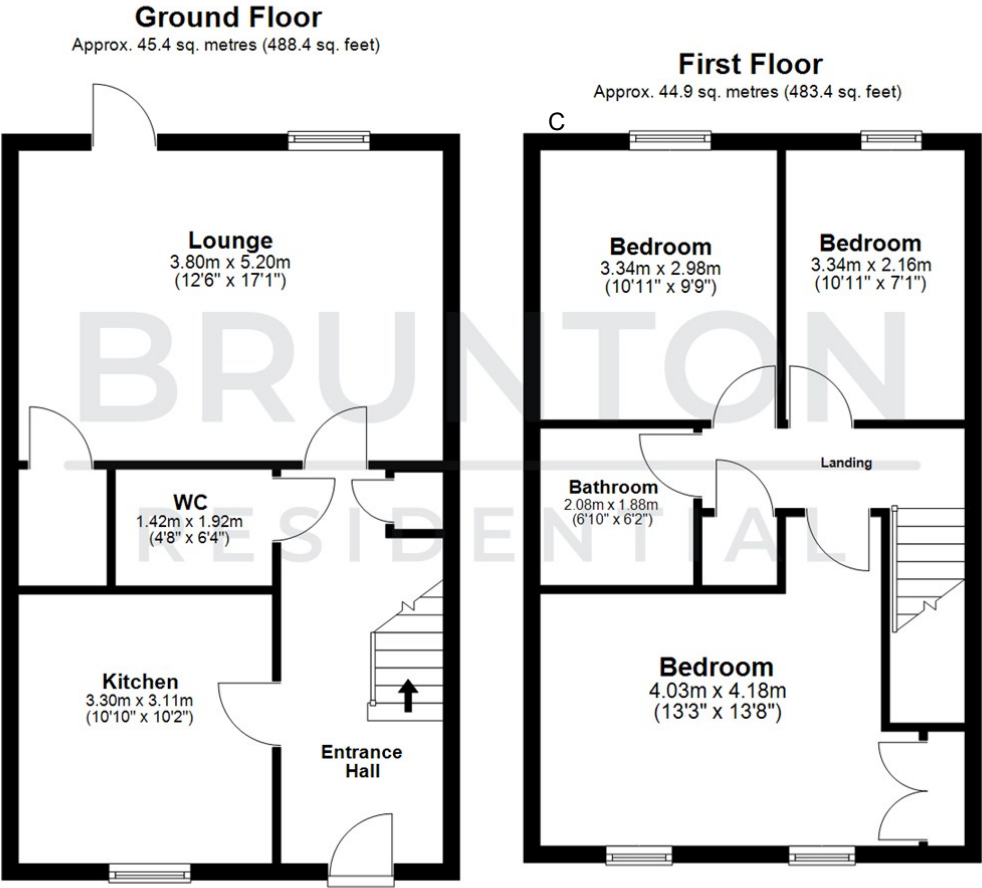 Ground Floor
Approx. 45.4 sq. metres (488.4 sq. feet)
Lounge
3.80m x 5.20m
(12'6" x 17'1")
WC
1.42m x 1.92m
(4'8" x 6'4")
Kitchen
3.30m x 3.11m
(10'10" x 10'2")
Entrance
Hall
First Floor
Approx. 44.9 sq. metres (483.4 sq. feet)
C
Bedroom
3.34m x 2.98m
(10'11" x 9'9")
Bedroom
3.34m x 2.16m
(10'11" x 7'1")
Landing
Bathroom
2.08m x 1.88m
(6'10" x 6'2")
Bedroom
4.03m x 4.18m
(13'3" x 13'8")
BRUNTON
RESIDENTIAL